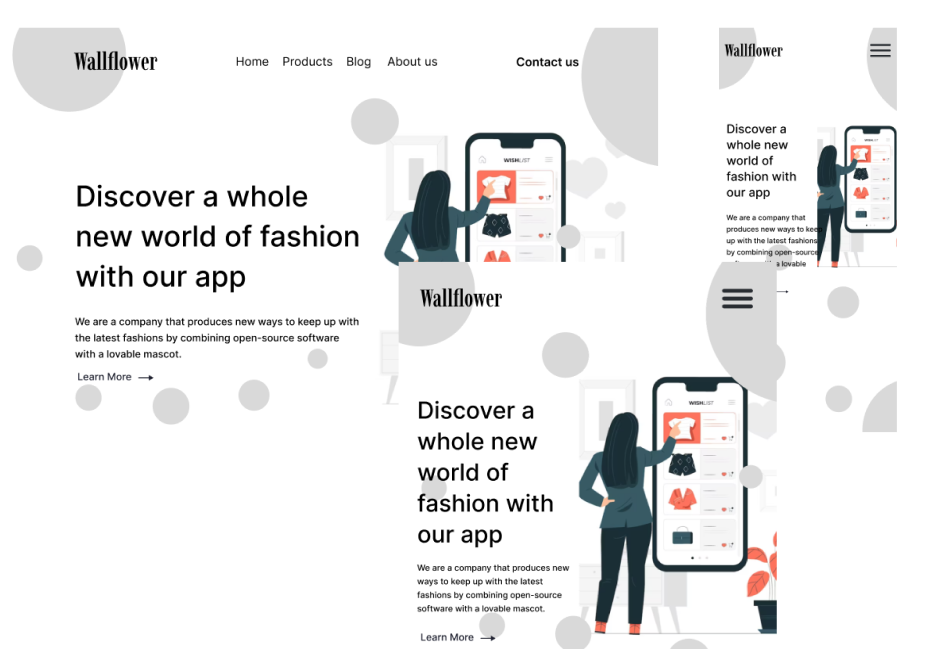 Wallflower
Home Products Blog About us
Contact us
WISHLIST
Discover a whole
new world of fashion
with our app
We are a company that produces new ways to keep up with
the latest fashions by combining open-source software
with a lovable mascot.
Learn More
Wallflower
Discover a
whole new
world of
fashion with
our app
WISHLIST
We are a company that
produces new ways to keep
up with the latest fashions
by combining open-source
a lovable
Wallflower
WISHLIST
Discover a
whole new
world of
fashion with
our app
We are a company that produces new
ways to keep up with the latest
fashions by combining open-source
software with a lovable mascot.
Learn More